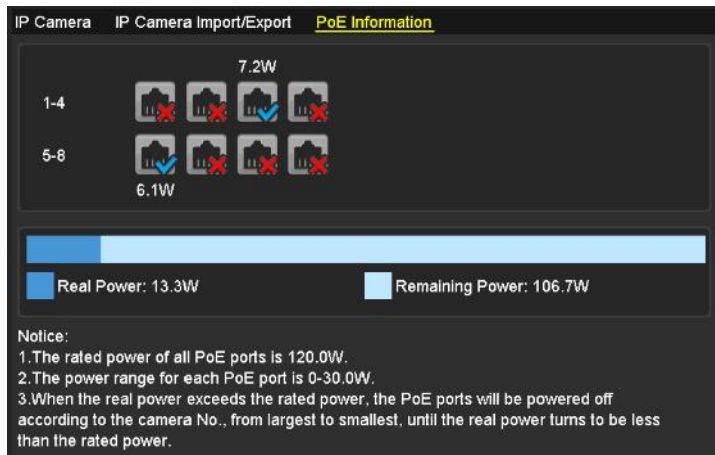 IP Camera IP Camera Import/Export PoE Information
7.2W
1-4
5-8
6.1W
Real Power: 13.3W Remaining Power: 106.7W
Notice:
1.The rated power of all PoE ports is 120.0W.
2.The power range for each PoE port is 0-30.0W.
3.When the real power exceeds the rated power, the PoE ports will be powered off
according to the camera No., from largest to smallest, until the real power turns to be less
than the rated power.